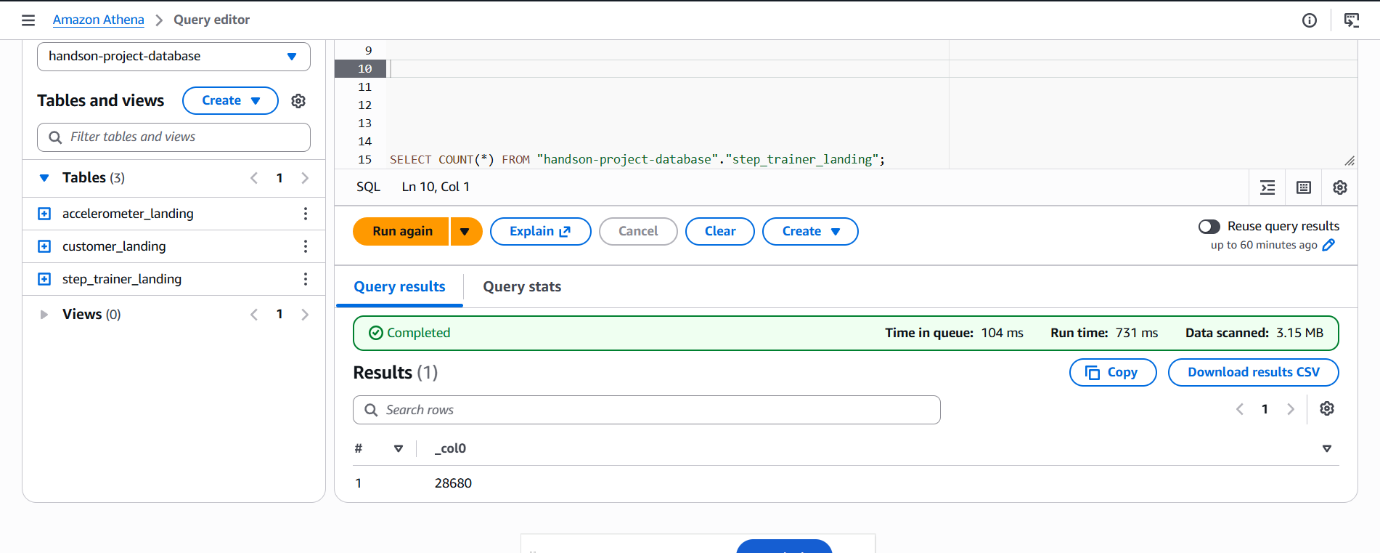 Amazon Athena > Query editor
handson-project-database
Tables and views Create
Filter tables and views
Tables (3) 1
accelerometer_landing
customer_landing
step_trainer_landing
Views (0) 1
9
10
11
12
13
14
15 SELECT COUNT(*) FROM "handson-project-database"."step_trainer_landing";
SQL Ln 10, Col 1
Run again Explain Cancel Clear Create
Reuse query results
up to 60 minutes ago
Query results Query stats
Completed Time in queue: 104 ms Run time: 731 ms Data scanned: 3.15 MB
Results (1) Copy Download results CSV
Search rows 1
# _col0
1 28680